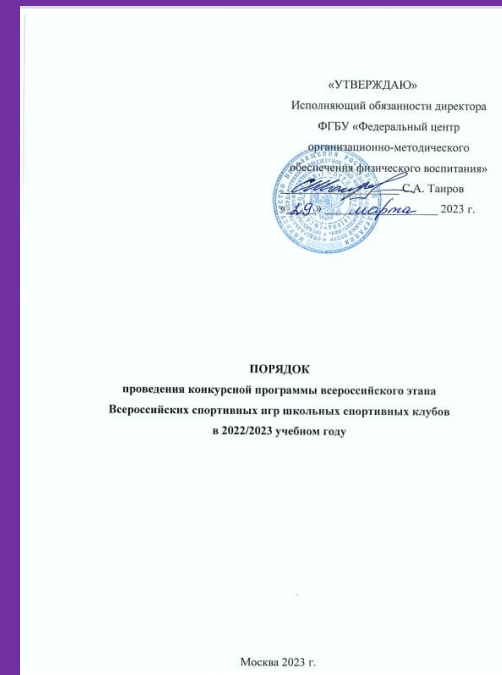 «УТВЕРЖДАЮ»
Исполняющий обязанности директора
ФГБУ «Федеральный центр
организационно-методического
обеспечения физического воспитания»
С.А. Таиров
«29» марта 2023 г.
ПОРЯДОК
проведения конкурсной программы всероссийского этапа
Всероссийских спортивных игр школьных спортивных клубов
в 2022/2023 учебном году
Москва 2023 г.